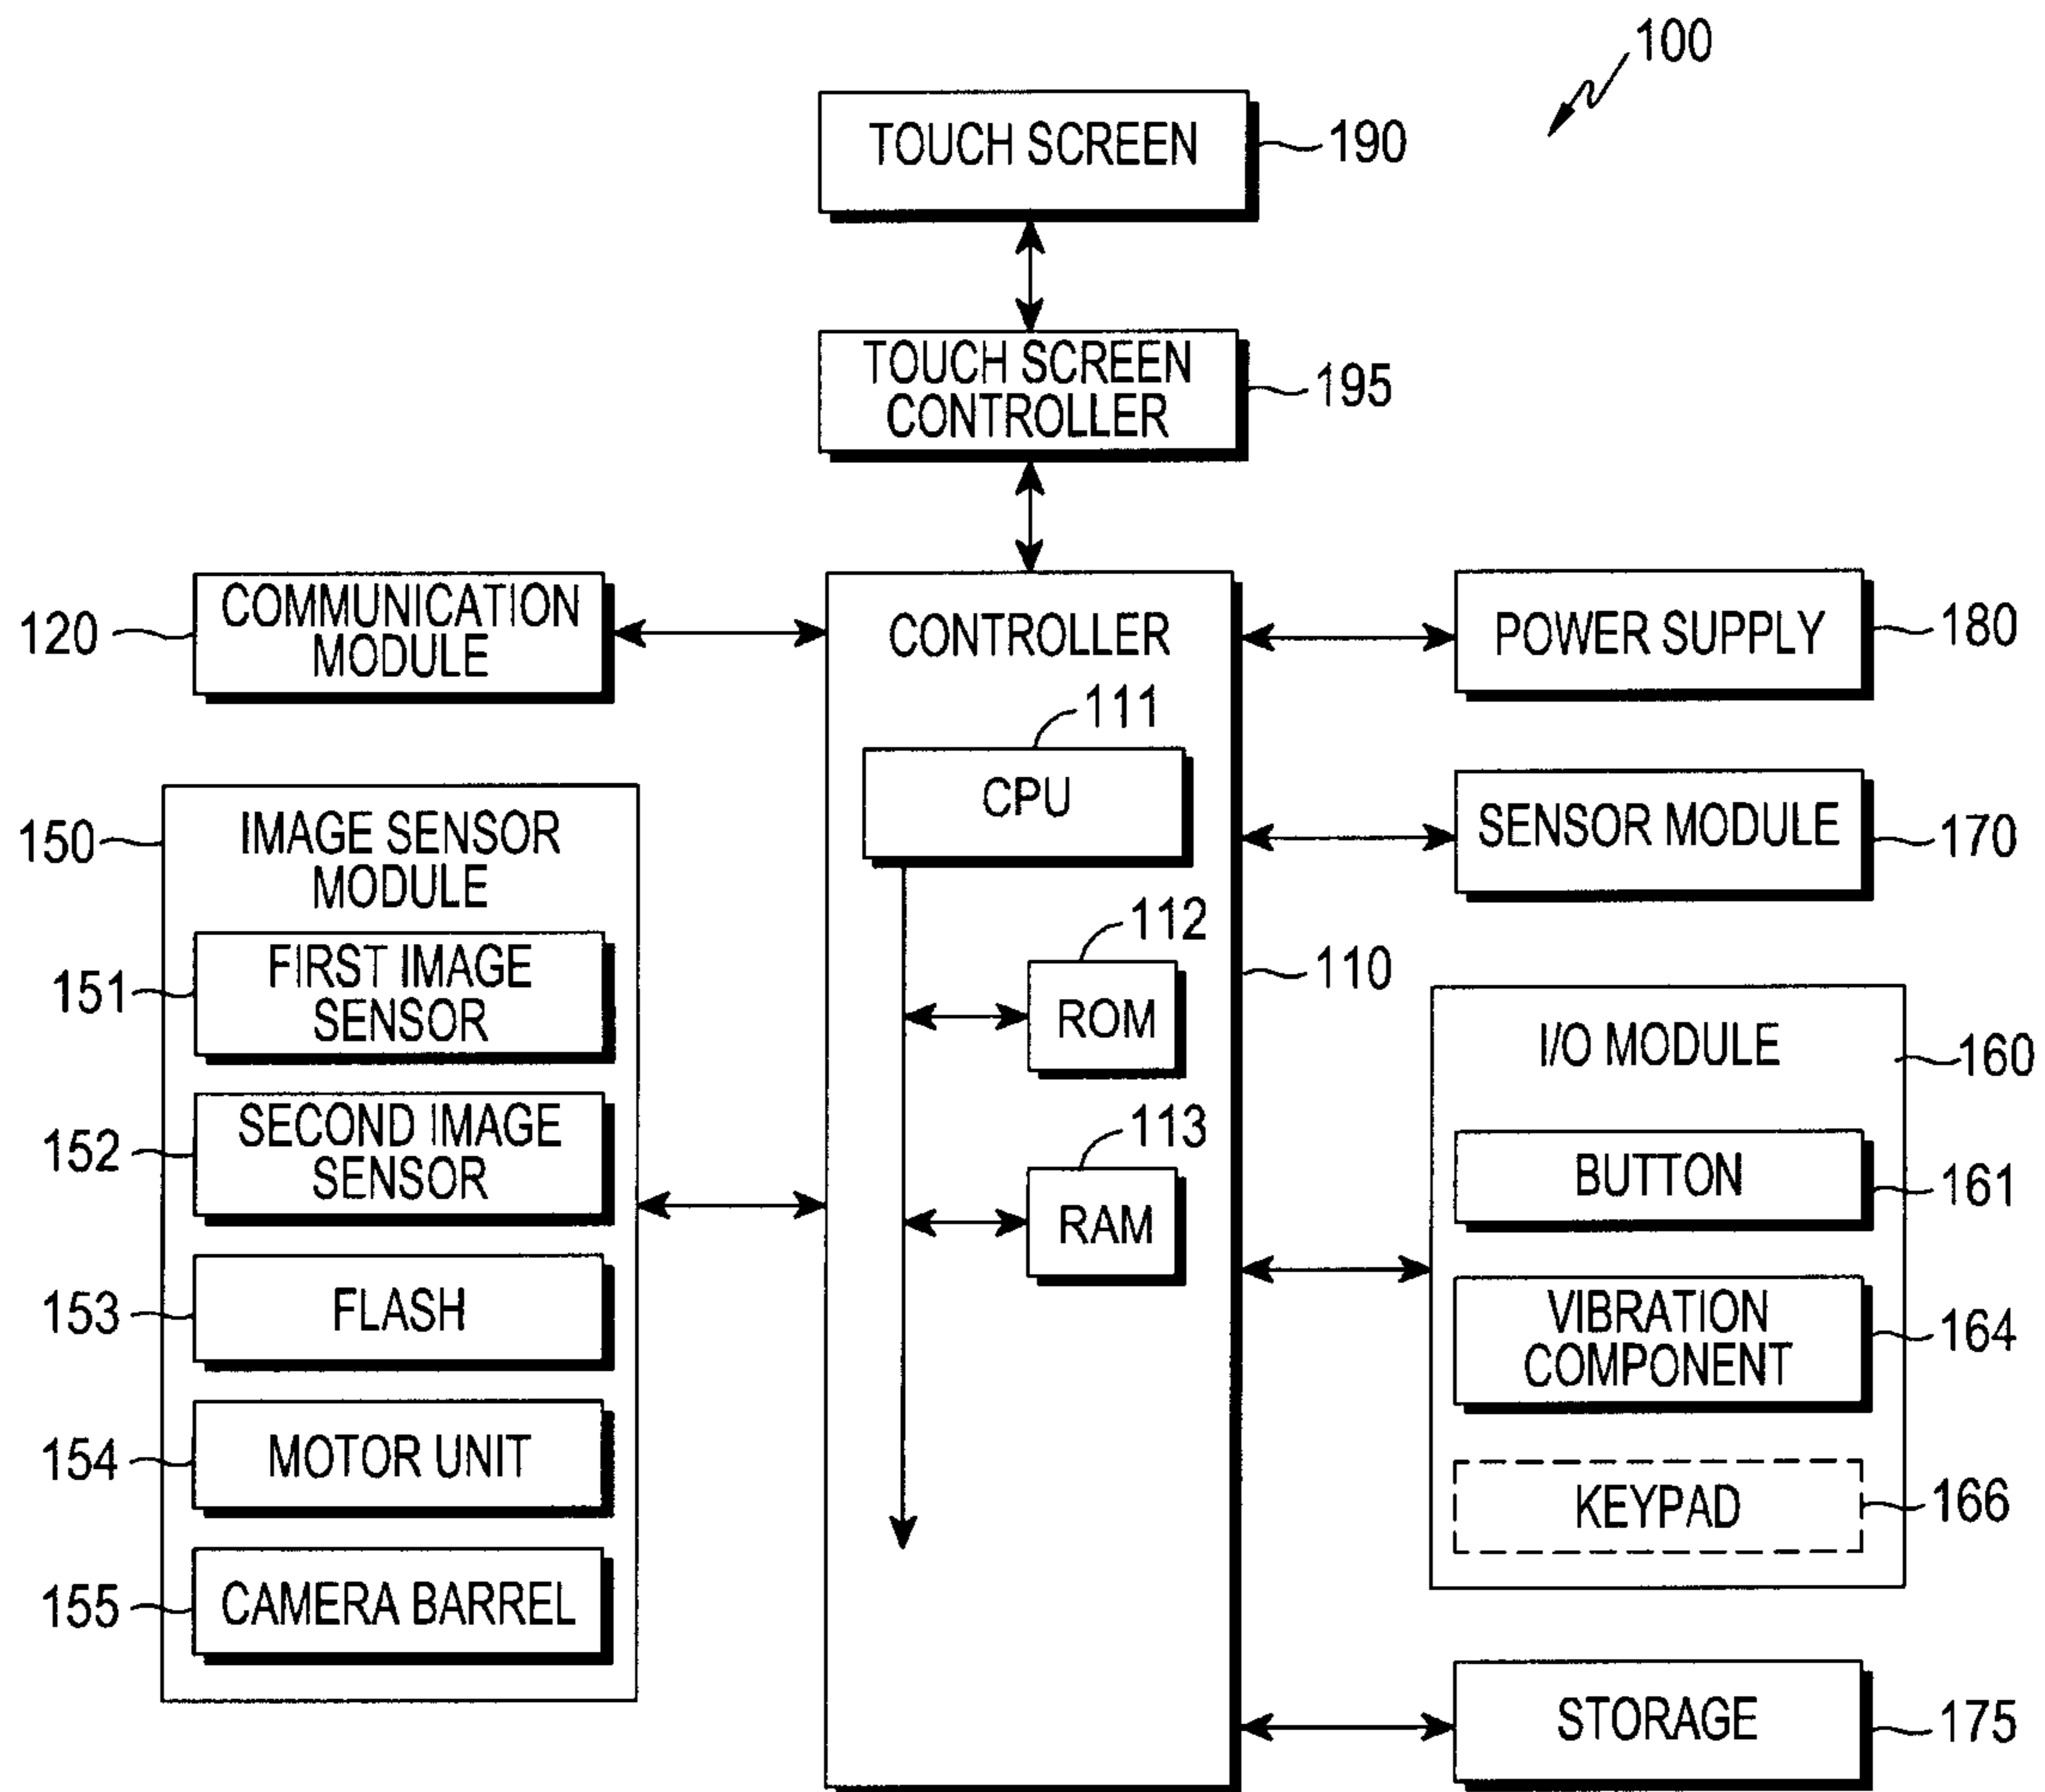 100
TOUCH SCREEN
190
TOUCH SCREEN
CONTROLLER
195
120
COMMUNICATION
MODULE
CONTROLLER
POWER SUPPLY
180
111
CPU
SENSOR MODULE
170
150
IMAGE SENSOR
MODULE
151
FIRST IMAGE
SENSOR
112
ROM
110
I/O MODULE
160
152
SECOND IMAGE
SENSOR
113
RAM
BUTTON
161
153
FLASH
VIBRATION
COMPONENT
164
154
MOTOR UNIT
KEYPAD
166
155
CAMERA BARREL
STORAGE
175